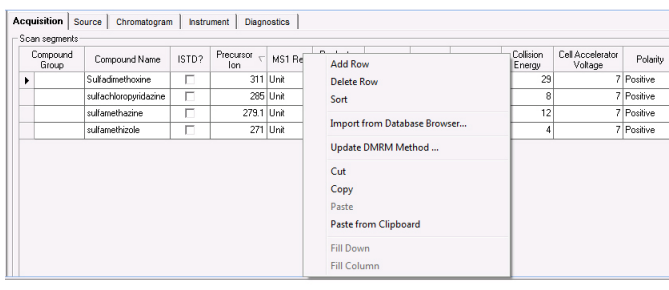 Acquisition Source Chromatogram Instrument Diagnostics
Scan segments
Compound Group Compound Name ISTD? Precursor Ion MS1 Re Collision Energy Cell Accelerator Voltage Polarity
Sulfadimethoxine 311 Unit 29 7 Positive
sulfachloropyridazine 285 Unit 8 7 Positive
sulfamethazine 279.1 Unit 12 7 Positive
sulfamethizole 271 Unit 4 7 Positive
Add Row
Delete Row
Sort
Import from Database Browser...
Update DMRM Method ...
Cut
Copy
Paste
Paste from Clipboard
Fill Down
Fill Column